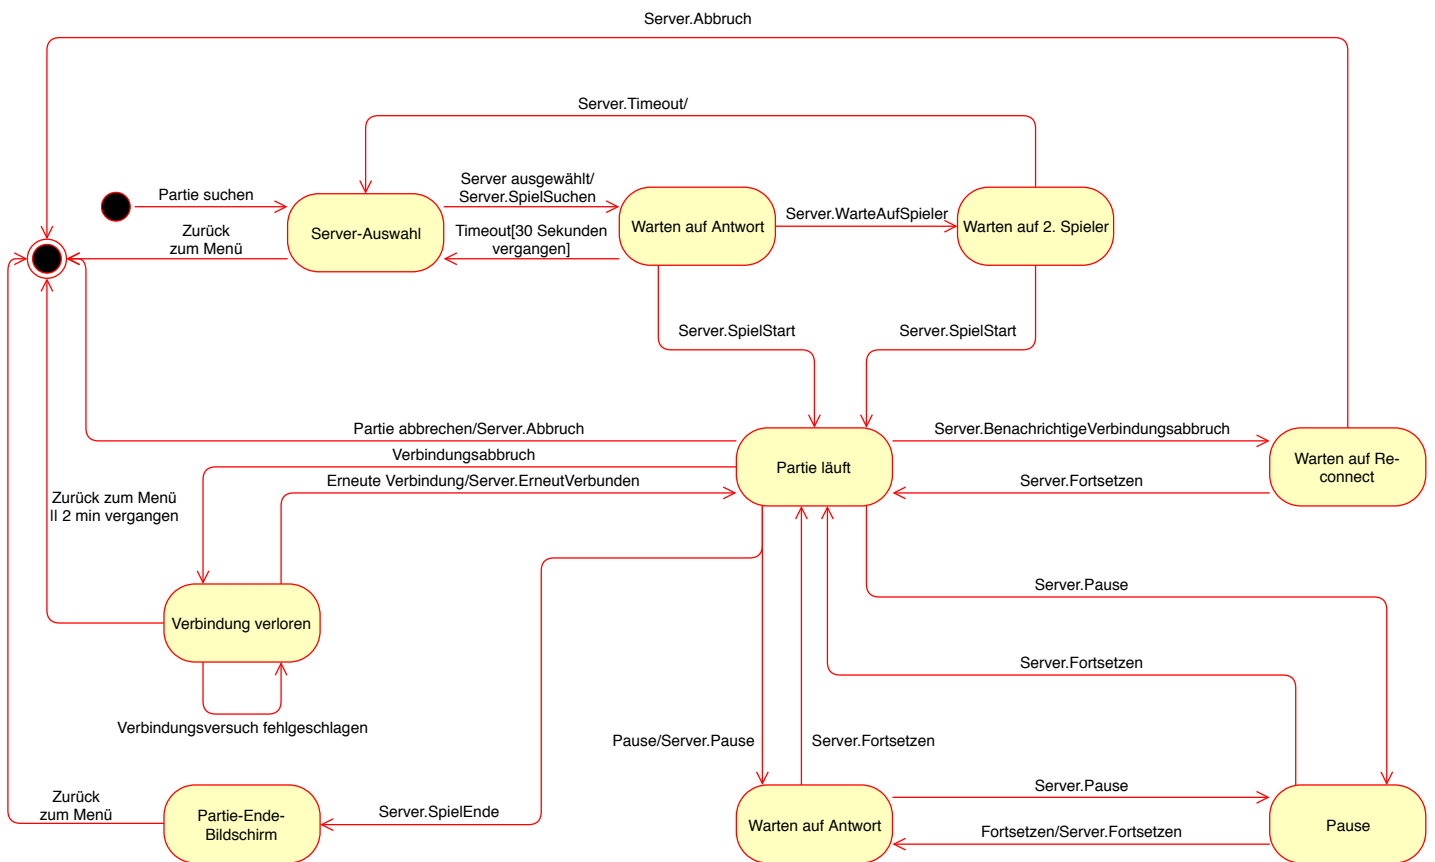 Server.Abbruch
Server.Timeout/
Partie suchen
Server ausgewählt/
Server.SpielSuchen
Server-Auswahl
Warten auf Antwort
Server.WarteAufSpieler
Warten auf 2. Spieler
Zurück
zum Menü
Timeout[30 Sekunden
vergangen]
Server.SpielStart
Server.SpielStart
Partie abbrechen/Server.Abbruch
Server.BenachrichtigeVerbindungsabbruch
Verbindungsabbruch
Partie läuft
Warten auf Re-
connect
Erneute Verbindung/Server.ErneutVerbunden
Server.Fortsetzen
Zurück zum Menü
II 2 min vergangen
Server.Pause
Verbindung verloren
Server.Fortsetzen
Verbindungsversuch fehlgeschlagen
Pause/Server.Pause
Server.Fortsetzen
Server.Pause
Zurück
zum Menü
Partie-Ende-
Bildschirm
Server.SpielEnde
Warten auf Antwort
Fortsetzen/Server.Fortsetzen
Pause